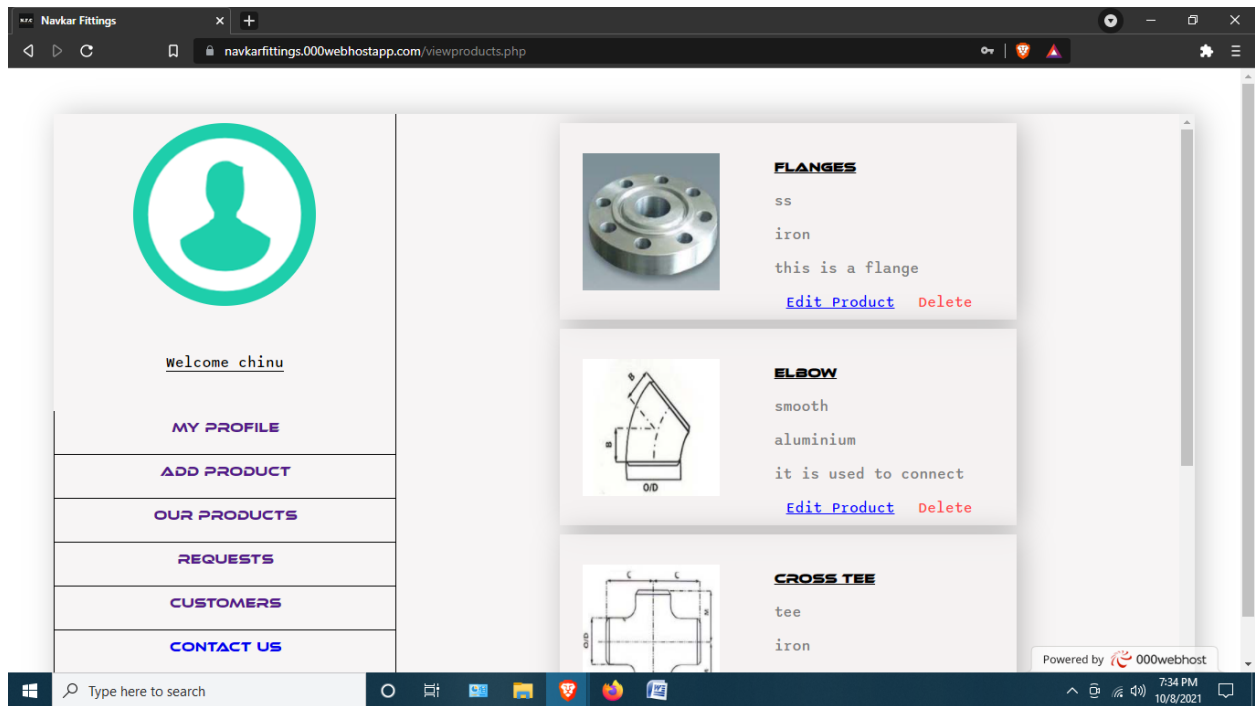 Navkar Fittings
navkarfittings.000webhostapp.com/viewproducts.php
Welcome chinu
MY PROFILE
ADD PRODUCT
OUR PRODUCTS
REQUESTS
CUSTOMERS
CONTACT US
FLANGES
ss
iron
this is a flange
Edit Product Delete
B
B
O/D
ELBOW
smooth
aluminium
it is used to connect
Edit Product Delete
C C
M
O/D
CROSS TEE
tee
iron
Powered by 000webhost
Type here to search
7:34 PM
10/8/2021